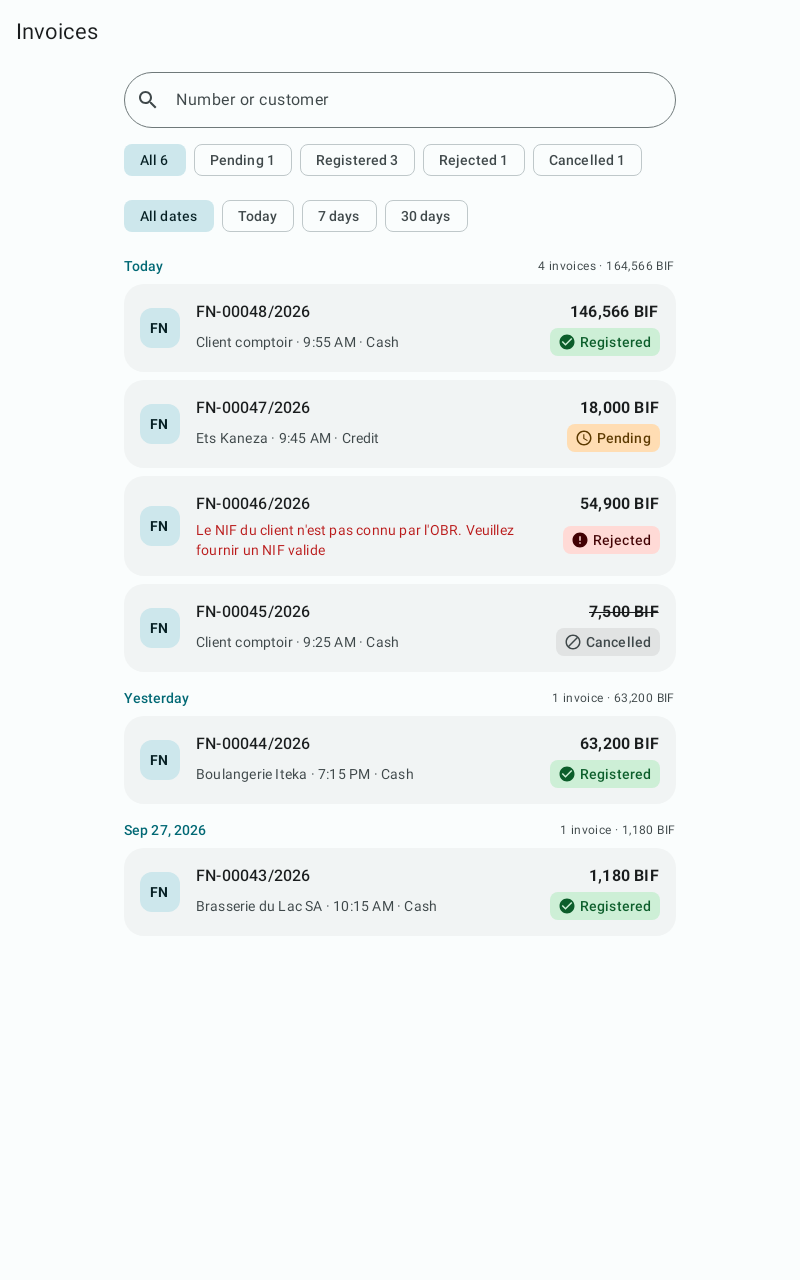 Invoices
Number or customer
All 6
Pending 1
Registered 3
Rejected 1
Cancelled 1
All dates
Today
7 days
30 days
Today
4 invoices · 164,566 BIF
FN
FN-00048/2026
146,566 BIF
Client comptoir · 9:55 AM · Cash
Registered
FN
FN-00047/2026
18,000 BIF
Ets Kaneza · 9:45 AM · Credit
Pending
FN
FN-00046/2026
54,900 BIF
Le NIF du client n'est pas connu par l'OBR. Veuillez
fournir un NIF valide
Rejected
FN
FN-00045/2026
7,500 BIF
Client comptoir · 9:25 AM · Cash
Cancelled
Yesterday
1 invoice · 63,200 BIF
FN
FN-00044/2026
63,200 BIF
Boulangerie Iteka · 7:15 PM · Cash
Registered
Sep 27, 2026
1 invoice · 1,180 BIF
FN
FN-00043/2026
1,180 BIF
Brasserie du Lac SA · 10:15 AM · Cash
Registered